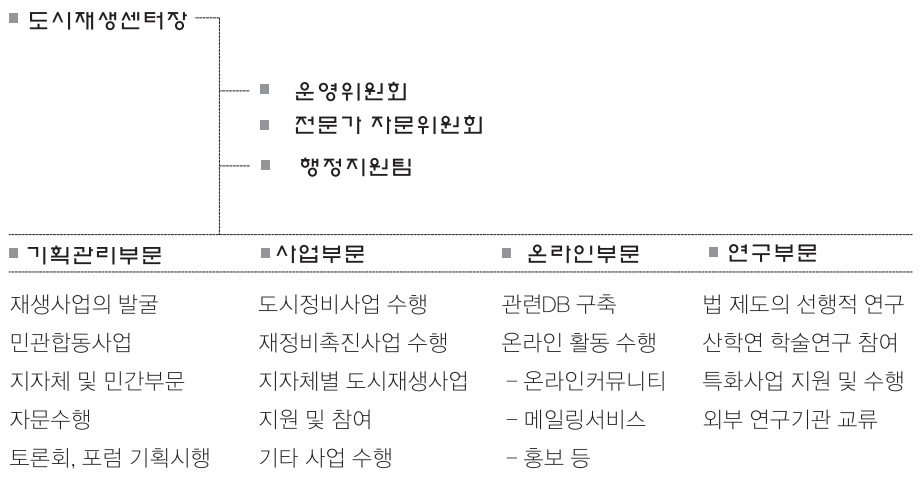 도시재생센터장
운영위원회
전문가 자문위원회
행정지원팀
기획관리부문
사업부문
온라인부문
연구부문
재생사업의 발굴
도시정비사업 수행
관련DB 구축
법 제도의 선행적 연구
민관합동사업
재정비촉진사업 수행
온라인 활동 수행
산학연 학술연구 참여
지자체 및 민간부문
지자체별 도시재생사업
– 온라인커뮤니티
특화사업 지원 및 수행
자문수행
지원 및 참여
– 메일링서비스
외부 연구기관 교류
토론회, 포럼 기획시행
기타 사업 수행
– 홍보 등